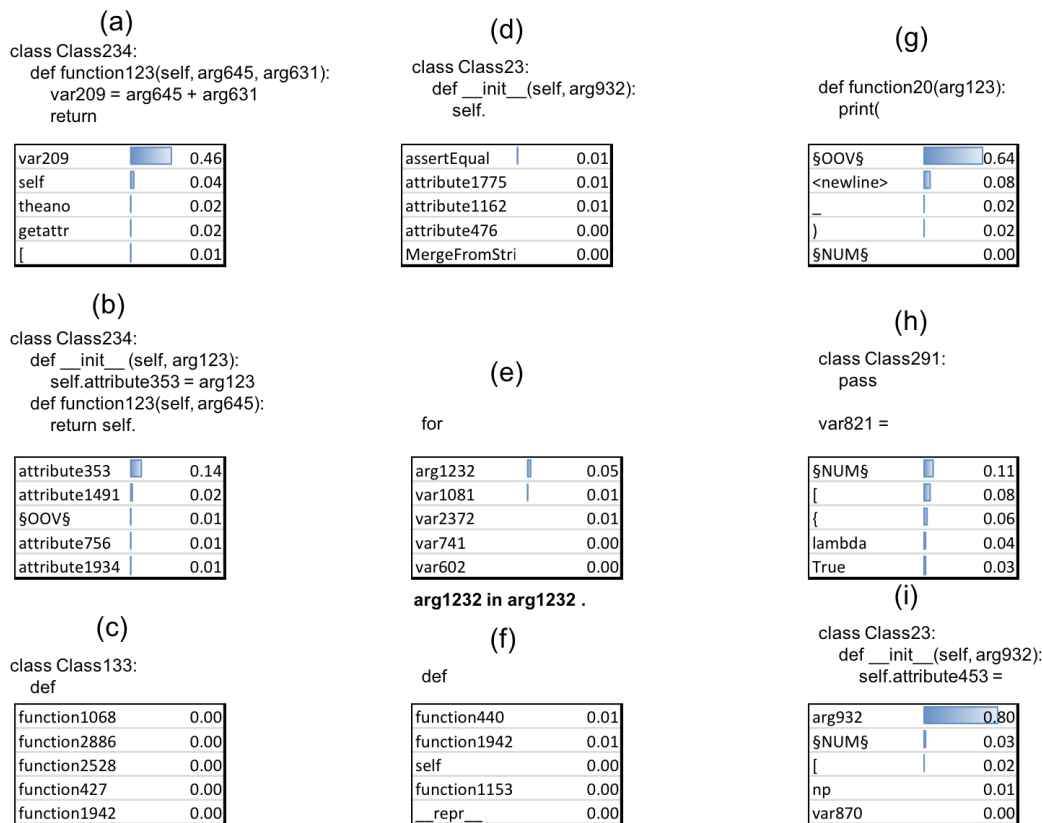 (a)
class Class234:
def function123(self, arg645, arg631):
var209 = arg645 + arg631
return
var209 0.46
self 0.04
theano 0.02
getattr 0.02
[ 0.01
(b)
class Class234:
def __init__ (self, arg123):
self.attribute353 = arg123
def function123(self, arg645):
return self.
attribute353 0.14
attribute1491 0.02
§OOV§ 0.01
attribute756 0.01
attribute1934 0.01
(c)
class Class133:
def
function1068 0.00
function2886 0.00
function2528 0.00
function427 0.00
function1942 0.00
(d)
class Class23:
def __init__(self, arg932):
self.
assertEqual 0.01
attribute1775 0.01
attribute1162 0.01
attribute476 0.00
MergeFromStri 0.00
(e)
for
arg1232 0.05
var1081 0.01
var2372 0.01
var741 0.00
var602 0.00
arg1232 in arg1232 .
(f)
def
function440 0.01
function1942 0.01
self 0.00
function1153 0.00
__repr__ 0.00
(g)
def function20(arg123):
print(
§OOV§ 0.64
<newline> 0.08
_ 0.02
) 0.02
§NUM§ 0.00
(h)
class Class291:
pass
var821 =
§NUM§ 0.11
[ 0.08
{ 0.06
lambda 0.04
True 0.03
(i)
class Class23:
def __init__(self, arg932):
self.attribute453 =
arg932 0.80
§NUM§ 0.03
[ 0.02
np 0.01
var870 0.00